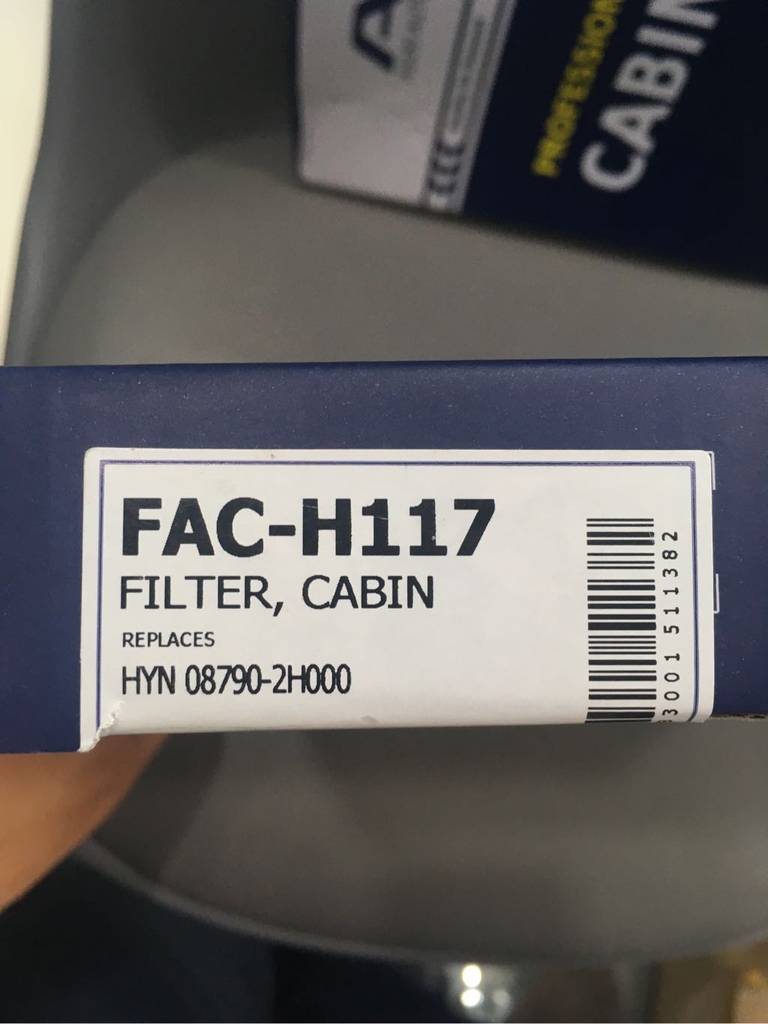 PROFESSIONAL
CABIN
FAC-H117
FILTER, CABIN
REPLACES
HYN 08790-2H000
3001 511382